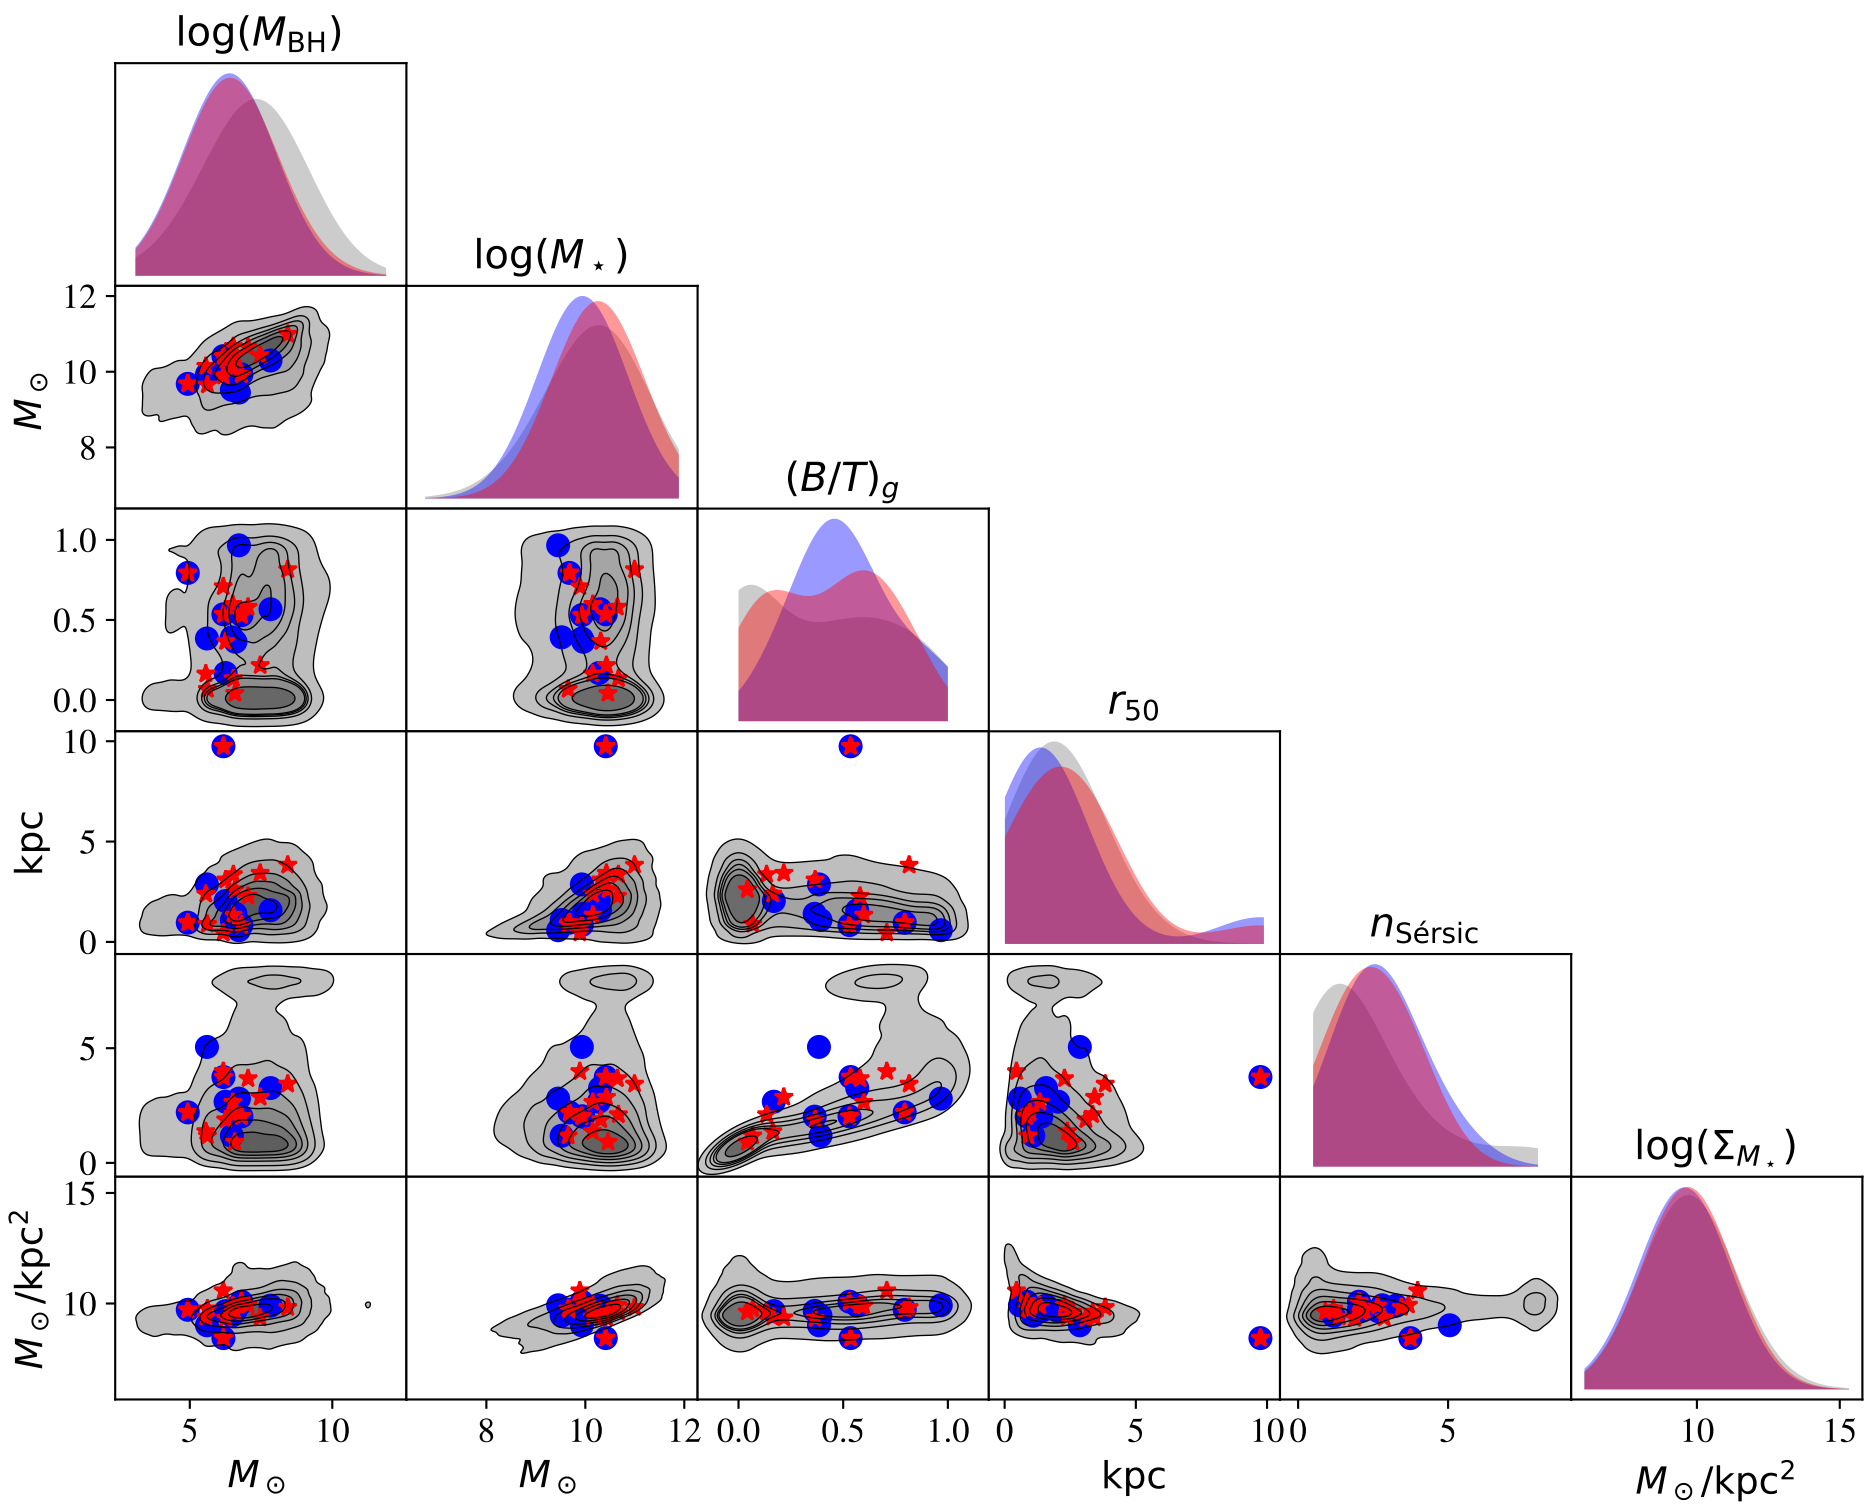 log(M_BH)
log(M_⋆)
12
10
8
M_⊙
(B/T)_g
1.0
0.5
0.0
r_50
10
5
0
kpc
n_Sérsic
5
0
log(Σ_M_⋆)
15
10
M_⊙/kpc²
5 10 8 10 12 0.0 0.5 1.0 0 5 10 0 5 10 15
M_⊙ M_⊙ kpc M_⊙/kpc²